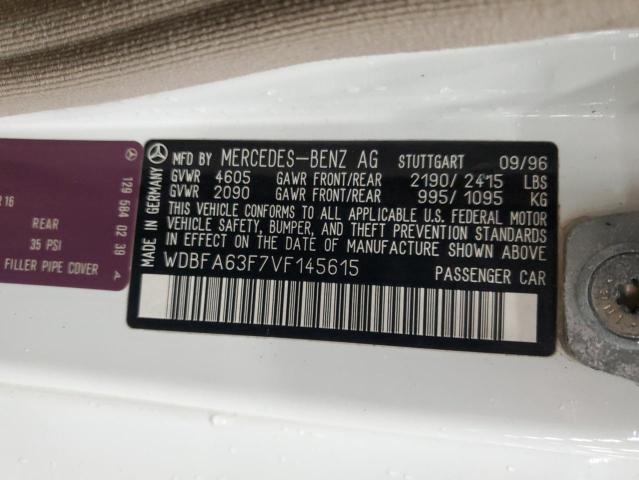 R 16
REAR
35 PSI
FILLER PIPE COVER
129 584 02 39
MADE IN GERMANY
MFD BY MERCEDES-BENZ AG STUTTGART 09/96
GVWR 4605 GAWR FRONT/REAR 2190/2415 LBS
GVWR 2090 GAWR FRONT/REAR 995/1095 KG
THIS VEHICLE CONFORMS TO ALL APPLICABLE U.S. FEDERAL MOTOR
VEHICLE SAFETY, BUMPER, AND THEFT PREVENTION STANDARDS
IN EFFECT ON THE DATE OF MANUFACTURE SHOWN ABOVE
WDBFA63F7VF145615 PASSENGER CAR